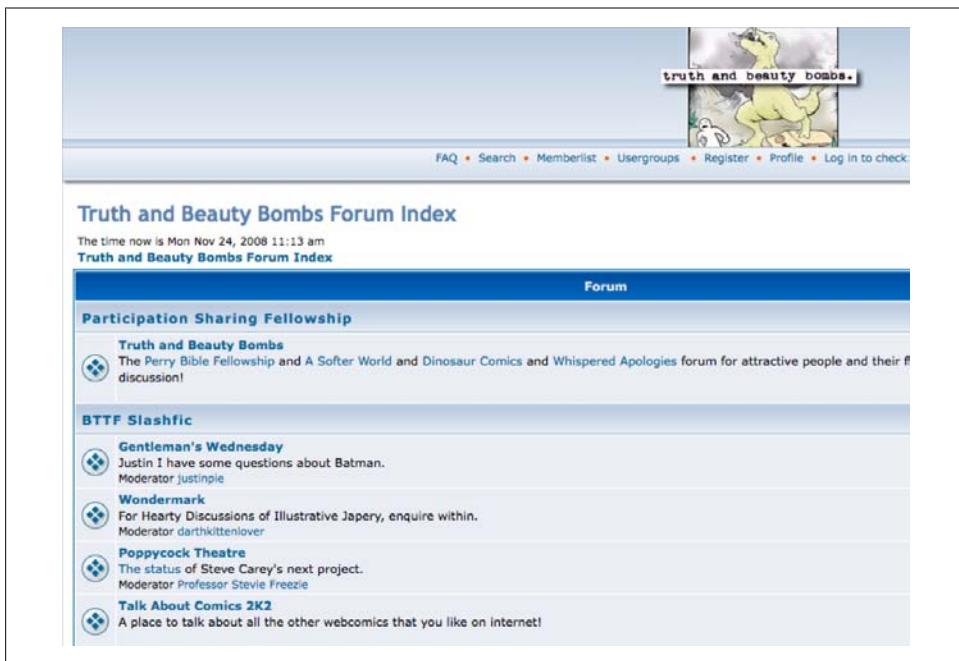 truth and beauty bombs.
FAQ • Search • Memberlist • Usergroups • Register • Profile • Log in to check
Truth and Beauty Bombs Forum Index
The time now is Mon Nov 24, 2008 11:13 am
Truth and Beauty Bombs Forum Index
Forum
Participation Sharing Fellowship
Truth and Beauty Bombs
The Perry Bible Fellowship and A Softer World and Dinosaur Comics and Whispered Apologies forum for attractive people and their
discussion!
BTTF Slashfic
Gentleman's Wednesday
Justin I have some questions about Batman.
Moderator justinpie
Wondermark
For Hearty Discussions of Illustrative Japery, enquire within.
Moderator darthkittenlover
Poppycock Theatre
The status of Steve Carey's next project.
Moderator Professor Stevie Freezie
Talk About Comics 2K2
A place to talk about all the other webcomics that you like on internet!